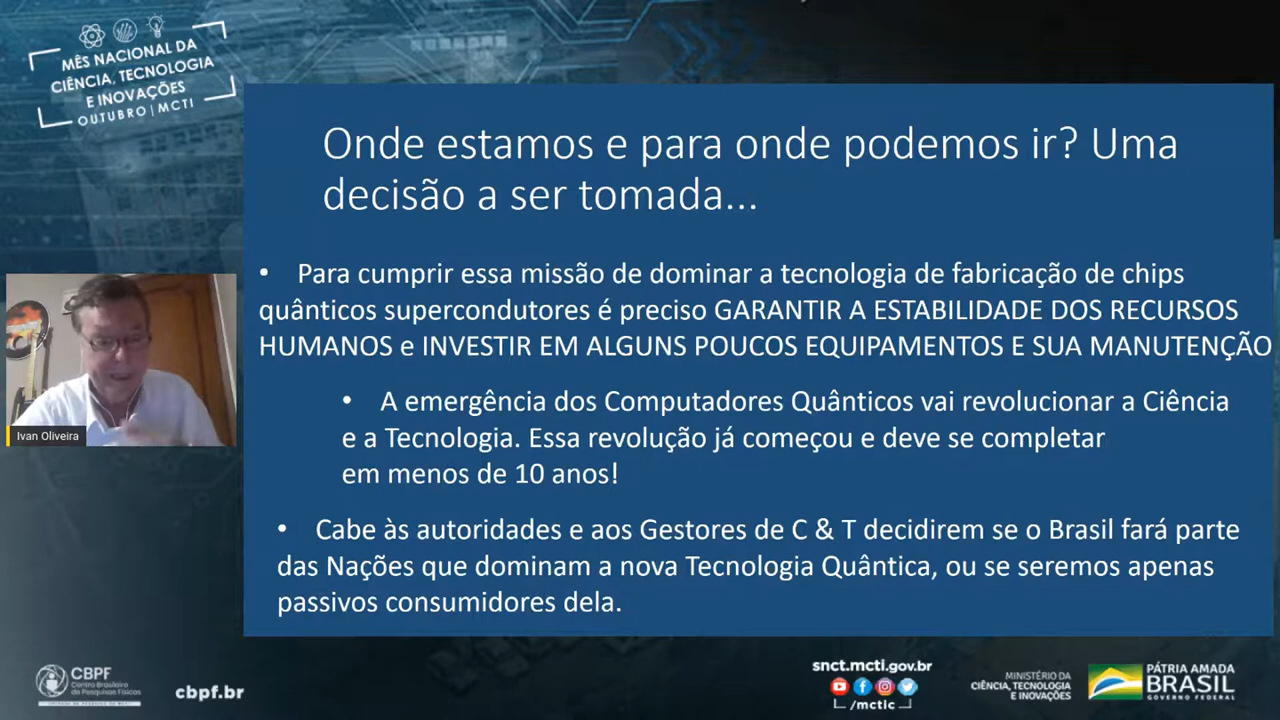 MÊS NACIONAL DA
CIÊNCIA, TECNOLOGIA
E INOVAÇÕES
OUTUBRO | MCTI
Onde estamos e para onde podemos ir? Uma
decisão a ser tomada...
• Para cumprir essa missão de dominar a tecnologia de fabricação de chips
quânticos supercondutores é preciso GARANTIR A ESTABILIDADE DOS RECURSOS
HUMANOS e INVESTIR EM ALGUNS POUCOS EQUIPAMENTOS E SUA MANUTENÇÃO
• A emergência dos Computadores Quânticos vai revolucionar a Ciência
e a Tecnologia. Essa revolução já começou e deve se completar
em menos de 10 anos!
• Cabe às autoridades e aos Gestores de C & T decidirem se o Brasil fará parte
das Nações que dominam a nova Tecnologia Quântica, ou se seremos apenas
passivos consumidores dela.
Ivan Oliveira
CBPF
Centro Brasileiro
de Pesquisas Físicas
cbpf.br
snct.mcti.gov.br
/mctic
MINISTÉRIO DA
CIÊNCIA, TECNOLOGIA
E INOVAÇÕES
PÁTRIA AMADA
BRASIL
GOVERNO FEDERAL